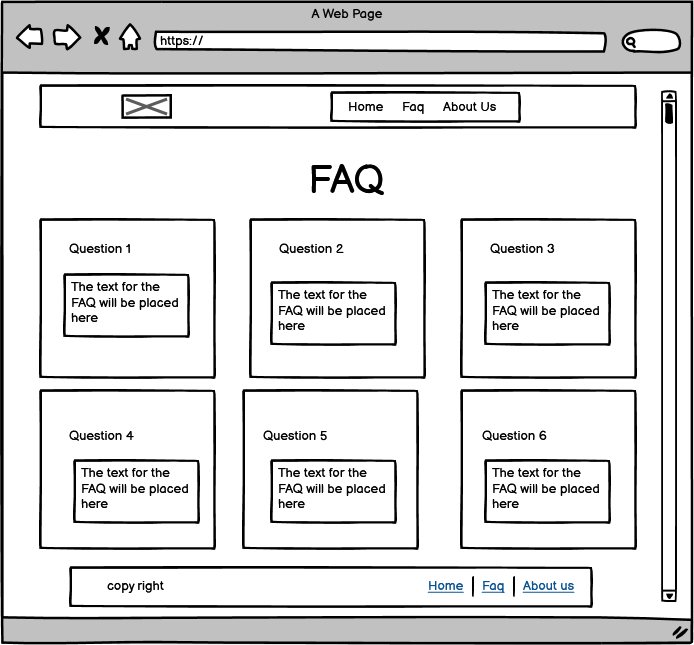 A Web Page
https://
Home Faq About Us
FAQ
Question 1
The text for the
FAQ will be placed
here
Question 2
The text for the
FAQ will be placed
here
Question 3
The text for the
FAQ will be placed
here
Question 4
The text for the
FAQ will be placed
here
Question 5
The text for the
FAQ will be placed
here
Question 6
The text for the
FAQ will be placed
here
copy right
Home | Faq | About us